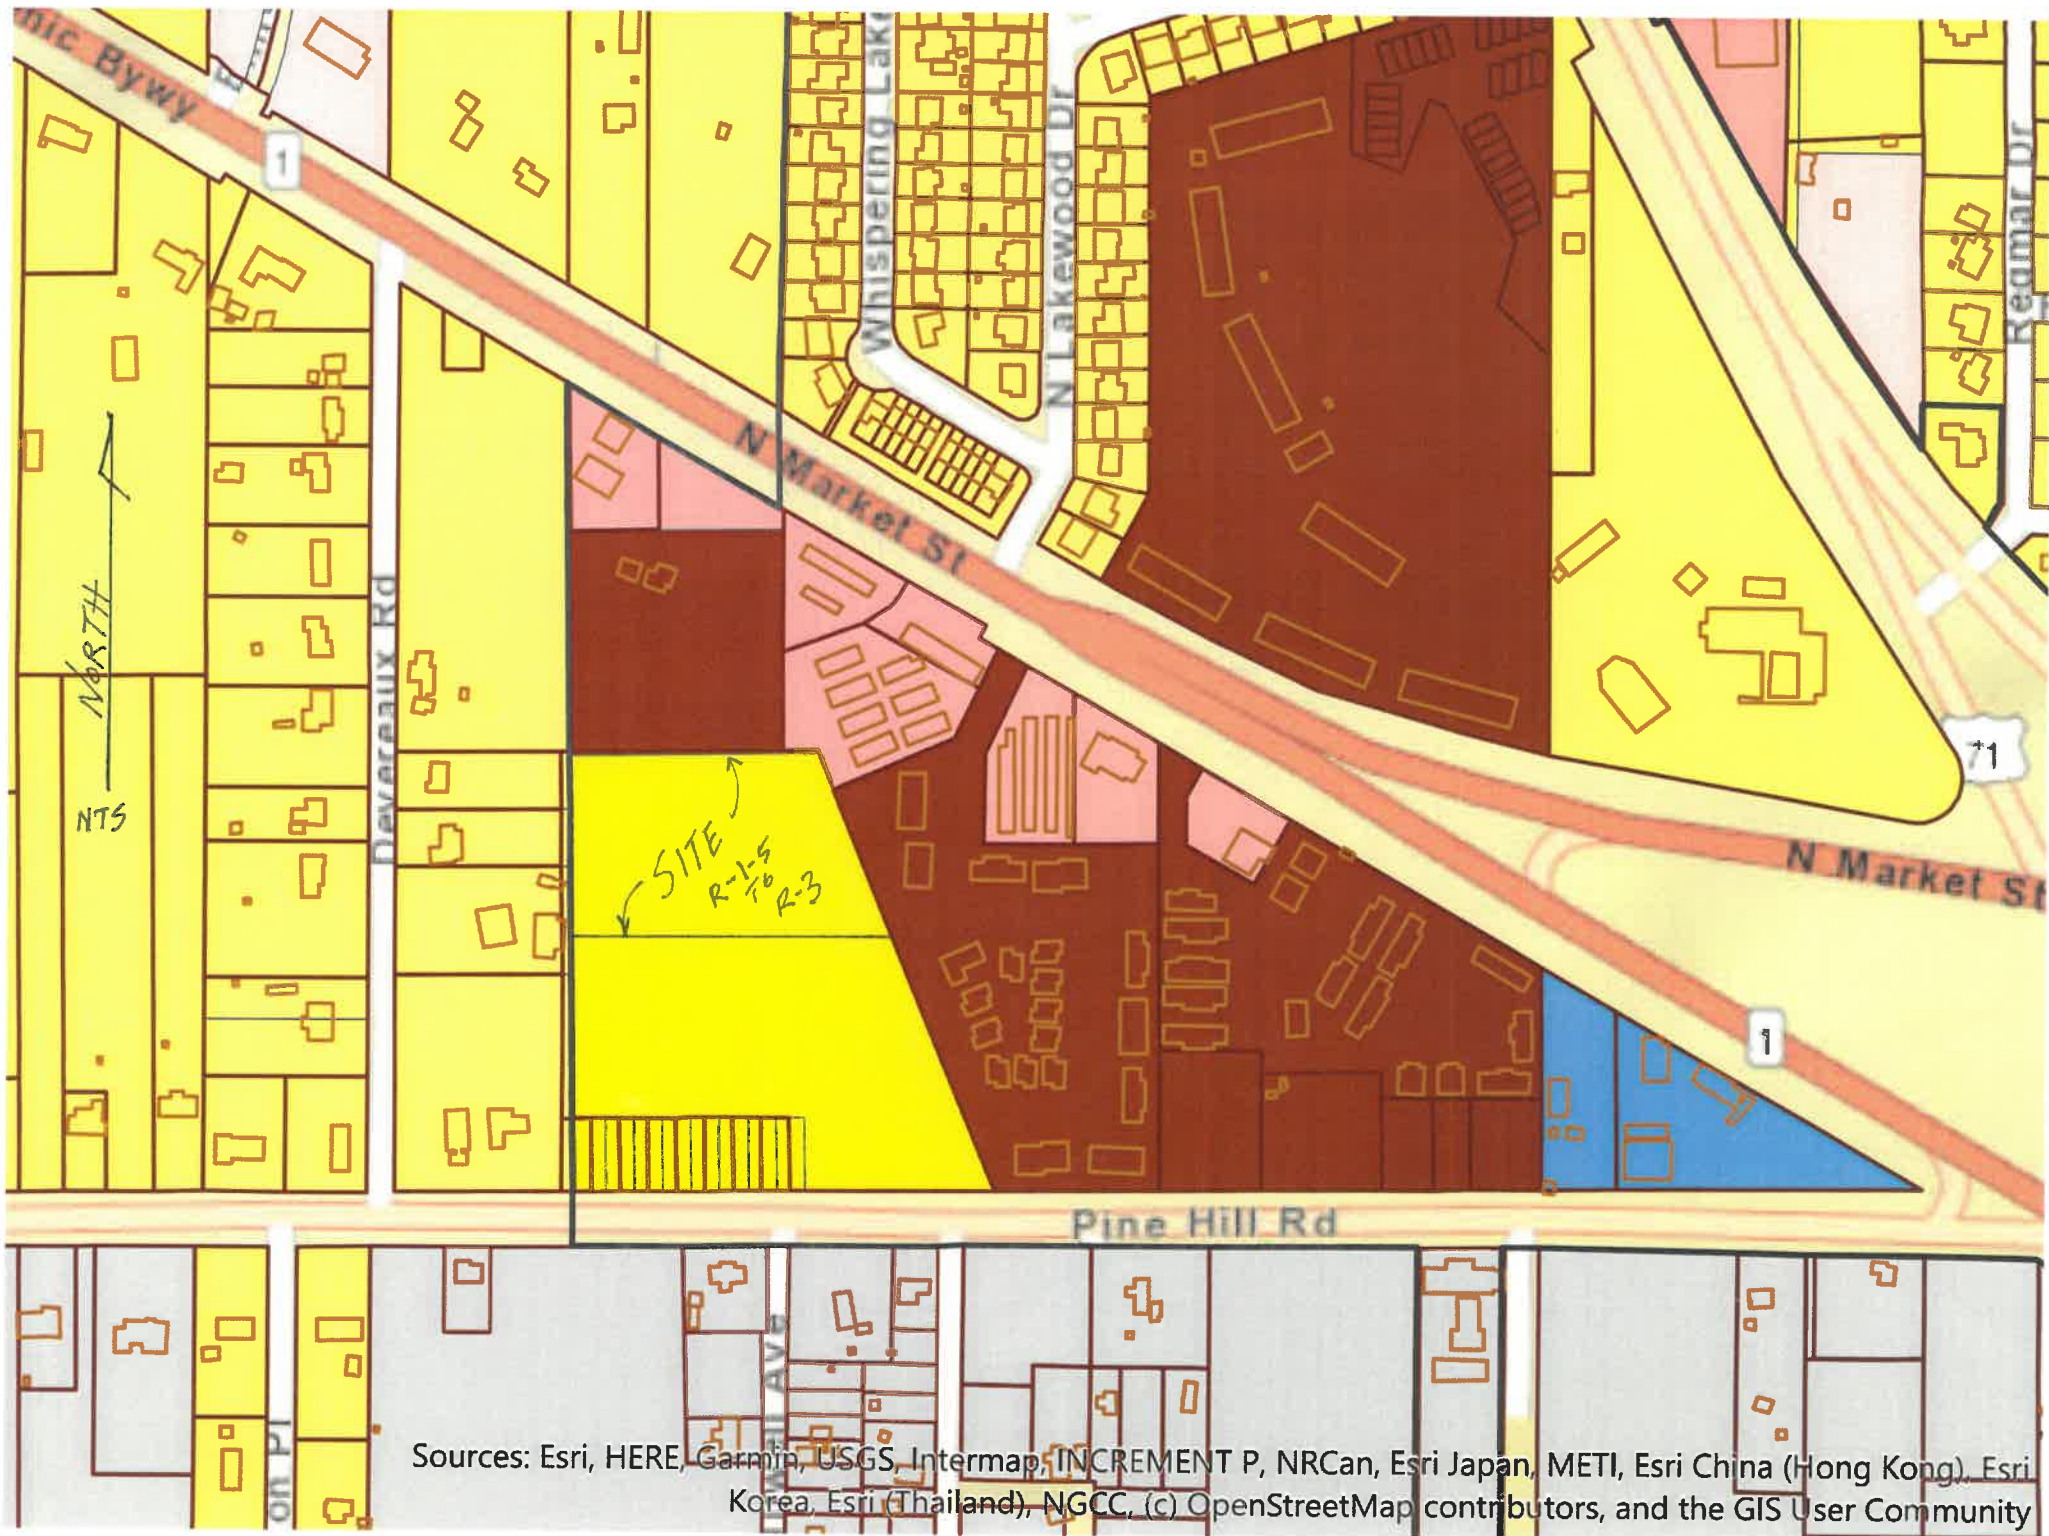 nic Bywy
1
Whispering Lake
N Lakewood Dr
Regmar Dr
N Market St
NORTH
NTS
Devereaux Rd
SITE
R-1-5
TO
R-3
71
N Market St
1
Pine Hill Rd
on Pl
Ave
Sources: Esri, HERE, Garmin, USGS, Intermap, INCREMENT P, NRCan, Esri Japan, METI, Esri China (Hong Kong), Esri
Korea, Esri (Thailand), NGCC, (c) OpenStreetMap contributors, and the GIS User Community